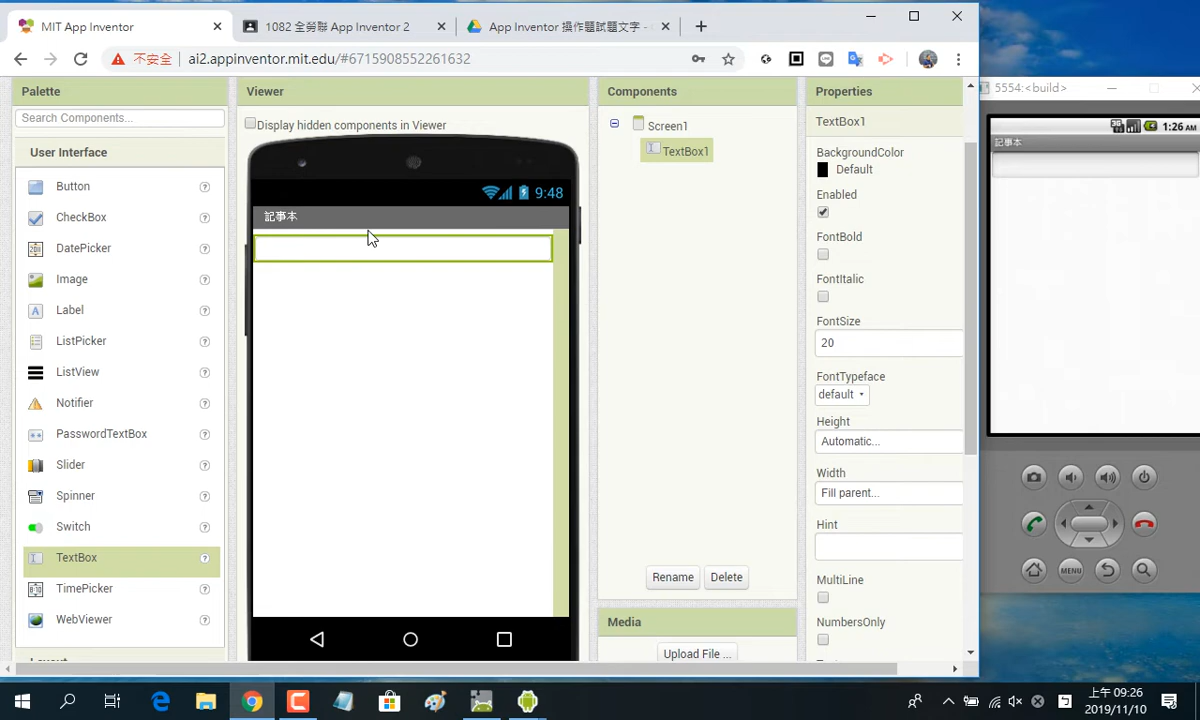 MIT App Inventor
1082 全勞聯 App Inventor 2
App Inventor 操作題試題文字 -
不安全
ai2.appinventor.mit.edu/#6715908552261632
Palette
Viewer
Components
Properties
5554:<build>
Search Components...
User Interface
Button
CheckBox
DatePicker
Image
Label
ListPicker
ListView
Notifier
PasswordTextBox
Slider
Spinner
Switch
TextBox
TimePicker
WebViewer
Display hidden components in Viewer
9:48
記事本
Screen1
TextBox1
Rename
Delete
Media
Upload File ...
TextBox1
BackgroundColor
Default
Enabled
FontBold
FontItalic
FontSize
20
FontTypeface
default
Height
Automatic...
Width
Fill parent...
Hint
MultiLine
NumbersOnly
1:26 AM
記事本
MENU
上午 09:26
2019/11/10